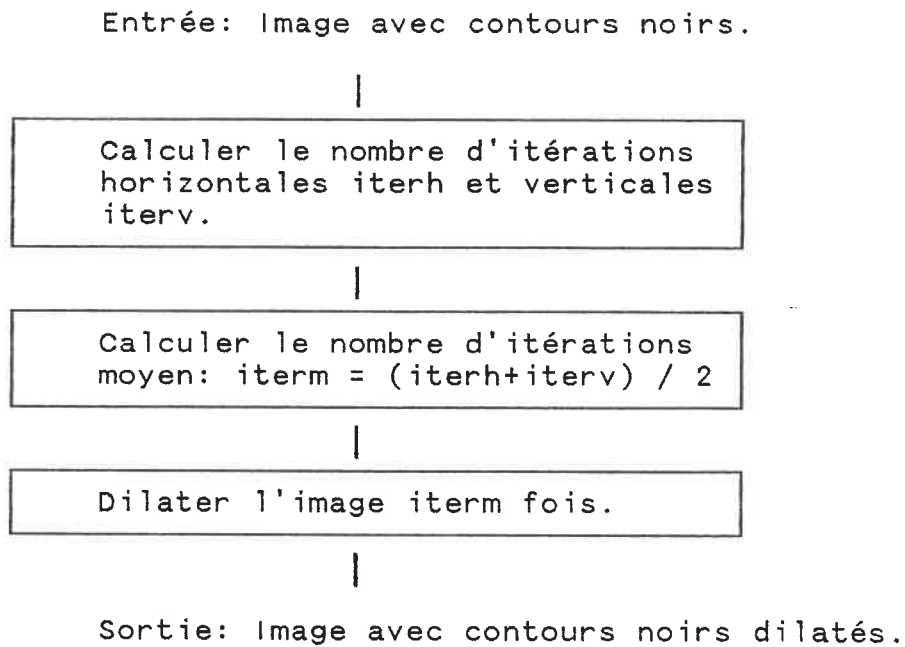 Entrée: Image avec contours noirs.
Calculer le nombre d'itérations
horizontales iterh et verticales
iterv.
Calculer le nombre d'itérations
moyen: iterm = (iterh+iterv) / 2
Dilater l'image iterm fois.
Sortie: Image avec contours noirs dilatés.